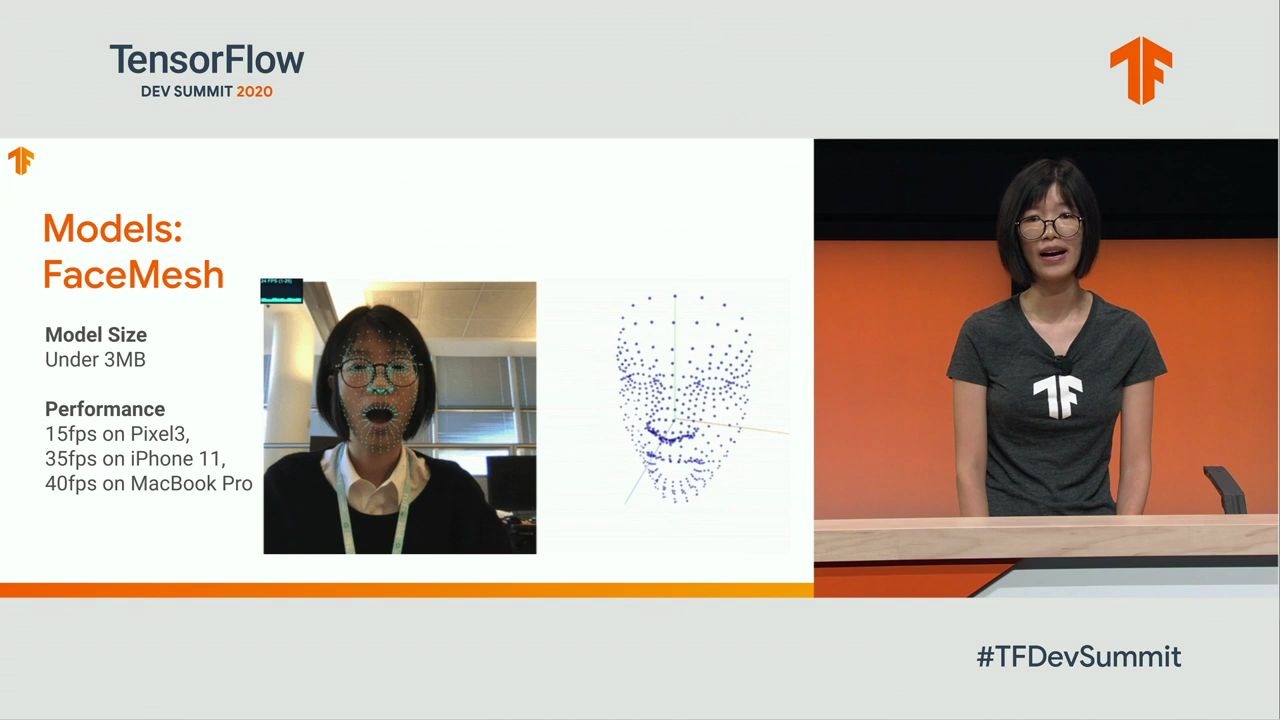 TensorFlow
DEV SUMMIT 2020
Models:
FaceMesh
Model Size
Under 3MB
Performance
15fps on Pixel3,
35fps on iPhone 11,
40fps on MacBook Pro
#TFDevSummit